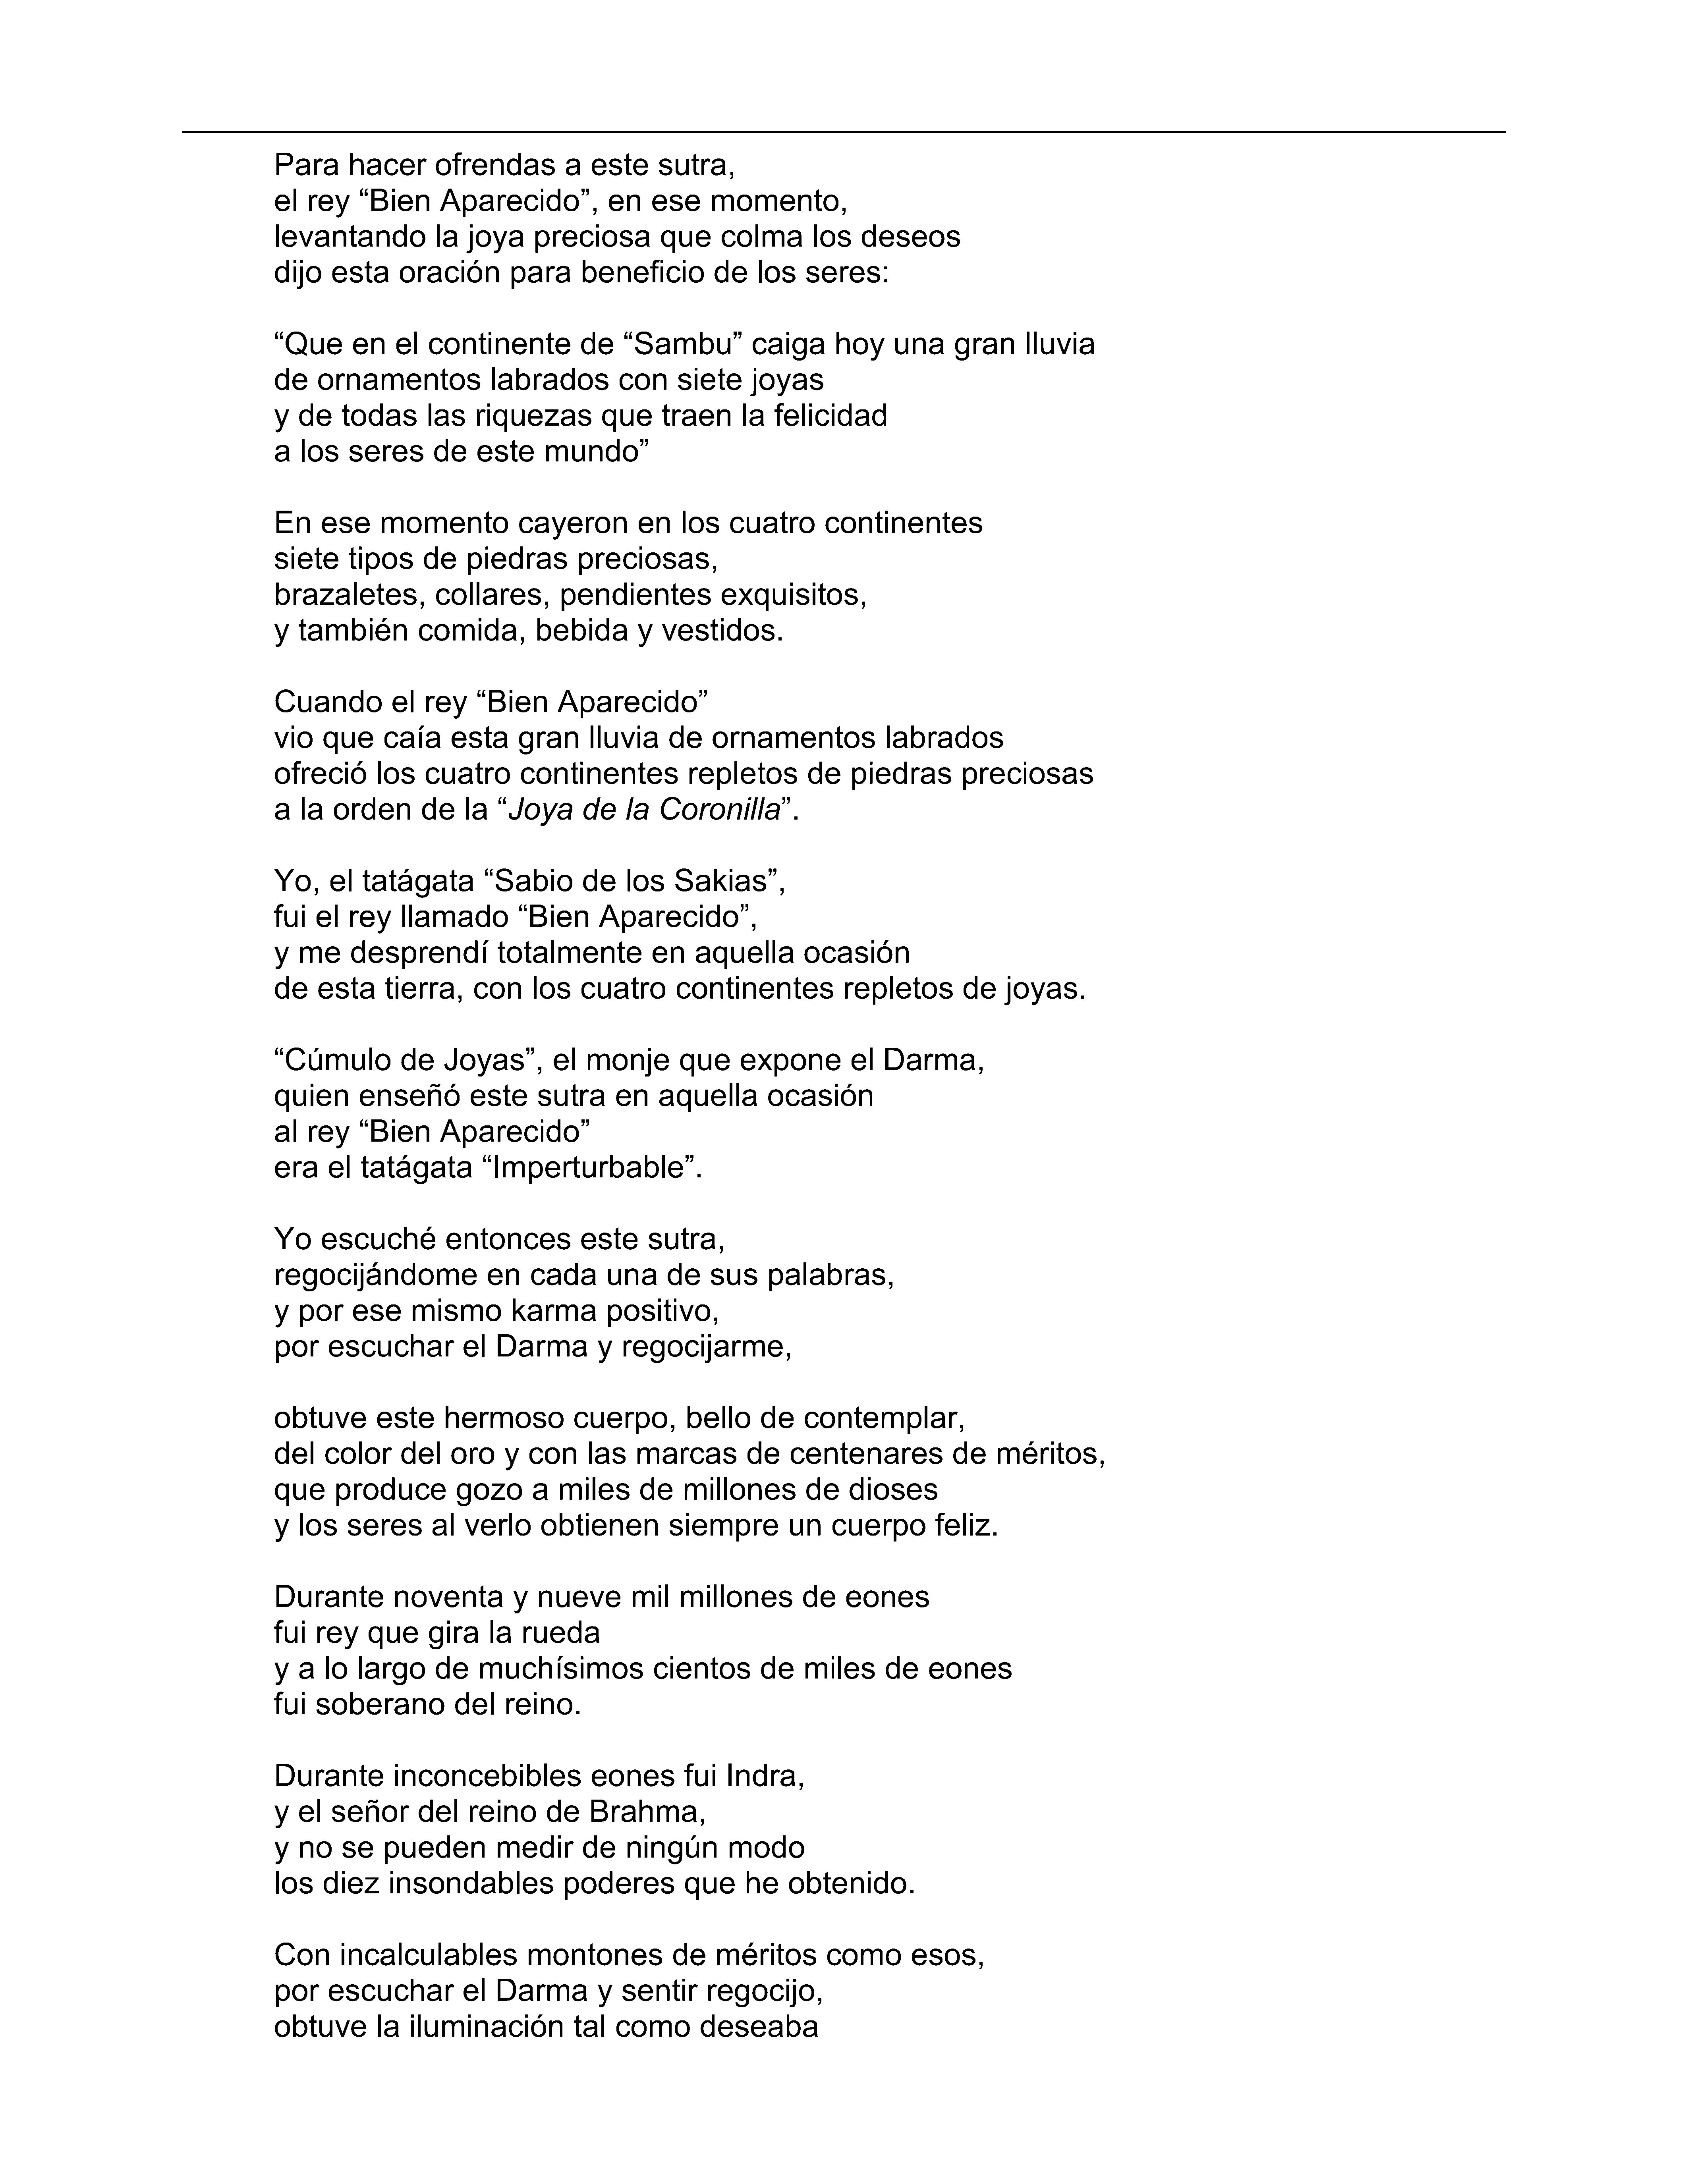 Para hacer ofrendas a este sutra,
el rey “Bien Aparecido”, en ese momento,
levantando la joya preciosa que colma los deseos
dijo esta oración para beneficio de los seres:

“Que en el continente de “Sambu” caiga hoy una gran lluvia
de ornamentos labrados con siete joyas
y de todas las riquezas que traen la felicidad
a los seres de este mundo”

En ese momento cayeron en los cuatro continentes
siete tipos de piedras preciosas,
brazaletes, collares, pendientes exquisitos,
y también comida, bebida y vestidos.

Cuando el rey “Bien Aparecido”
vio que caía esta gran lluvia de ornamentos labrados
ofreció los cuatro continentes repletos de piedras preciosas
a la orden de la “Joya de la Coronilla”.

Yo, el tatágata “Sabio de los Sakias”,
fui el rey llamado “Bien Aparecido”,
y me desprendí totalmente en aquella ocasión
de esta tierra, con los cuatro continentes repletos de joyas.

“Cúmulo de Joyas”, el monje que expone el Darma,
quien enseñó este sutra en aquella ocasión
al rey “Bien Aparecido”
era el tatágata “Imperturbable”.

Yo escuché entonces este sutra,
regocijándome en cada una de sus palabras,
y por ese mismo karma positivo,
por escuchar el Darma y regocijarme,

obtuve este hermoso cuerpo, bello de contemplar,
del color del oro y con las marcas de centenares de méritos,
que produce gozo a miles de millones de dioses
y los seres al verlo obtienen siempre un cuerpo feliz.

Durante noventa y nueve mil millones de eones
fui rey que gira la rueda
y a lo largo de muchísimos cientos de miles de eones
fui soberano del reino.

Durante inconcebibles eones fui Indra,
y el señor del reino de Brahma,
y no se pueden medir de ningún modo
los diez insondables poderes que he obtenido.

Con incalculables montones de méritos como esos,
por escuchar el Darma y sentir regocijo,
obtuve la iluminación tal como deseaba